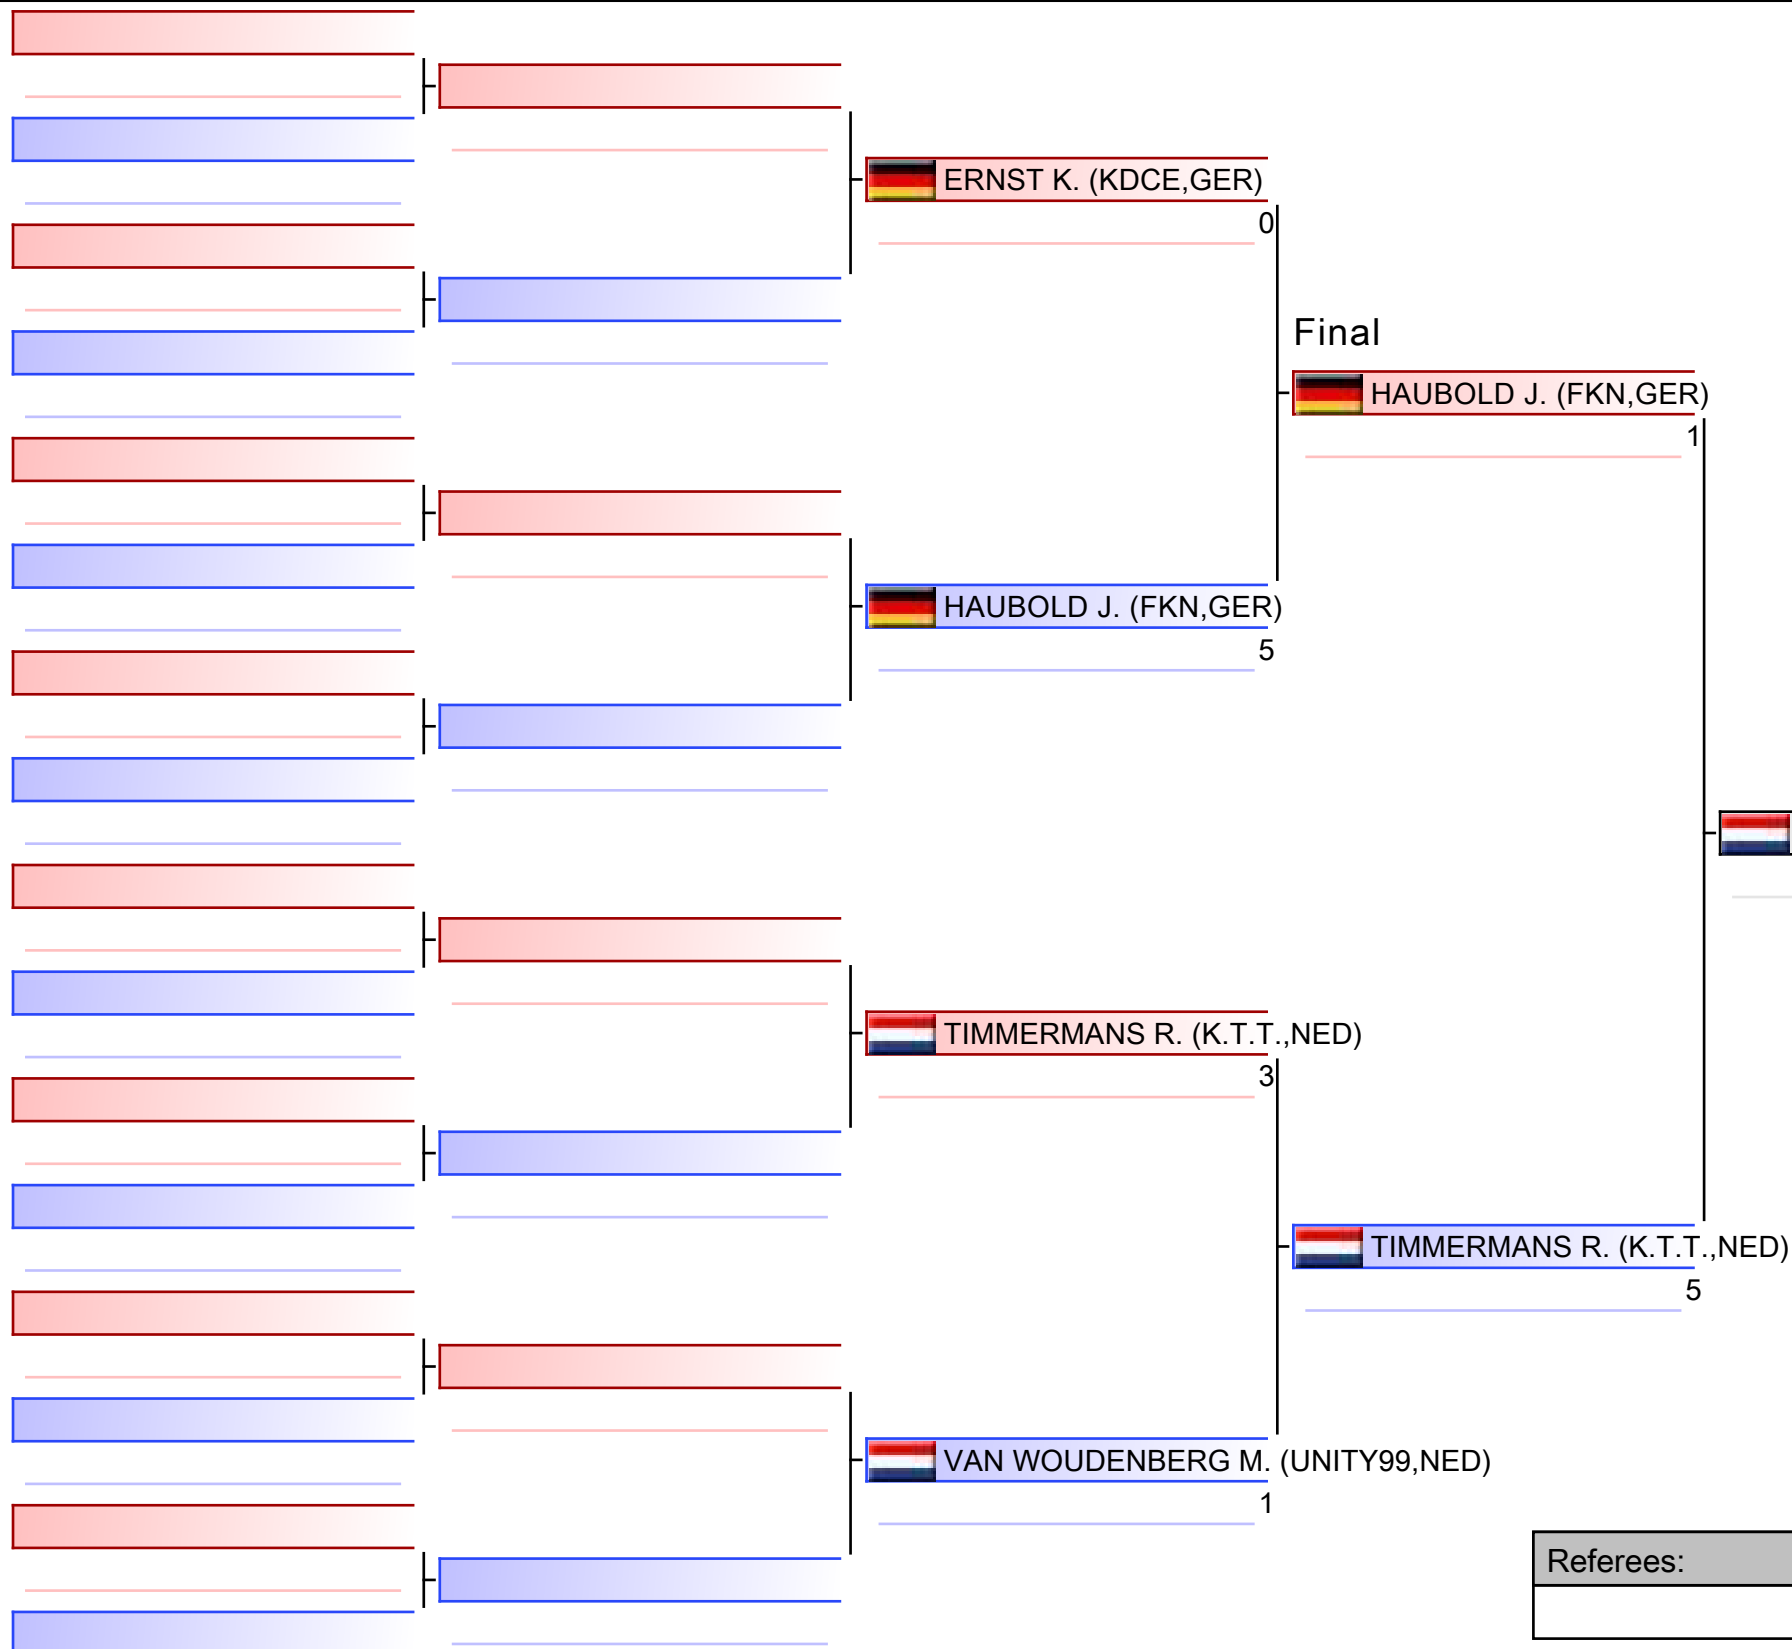 ERNST K. (KDCE,GER)
0
Final
HAUBOLD J. (FKN,GER)
1
HAUBOLD J. (FKN,GER)
5
TIMMERMANS R. (K.T.T.,NED)
3
TIMMERMANS R. (K.T.T.,NED)
5
VAN WOUDENBERG M. (UNITY99,NED)
1
Referees: